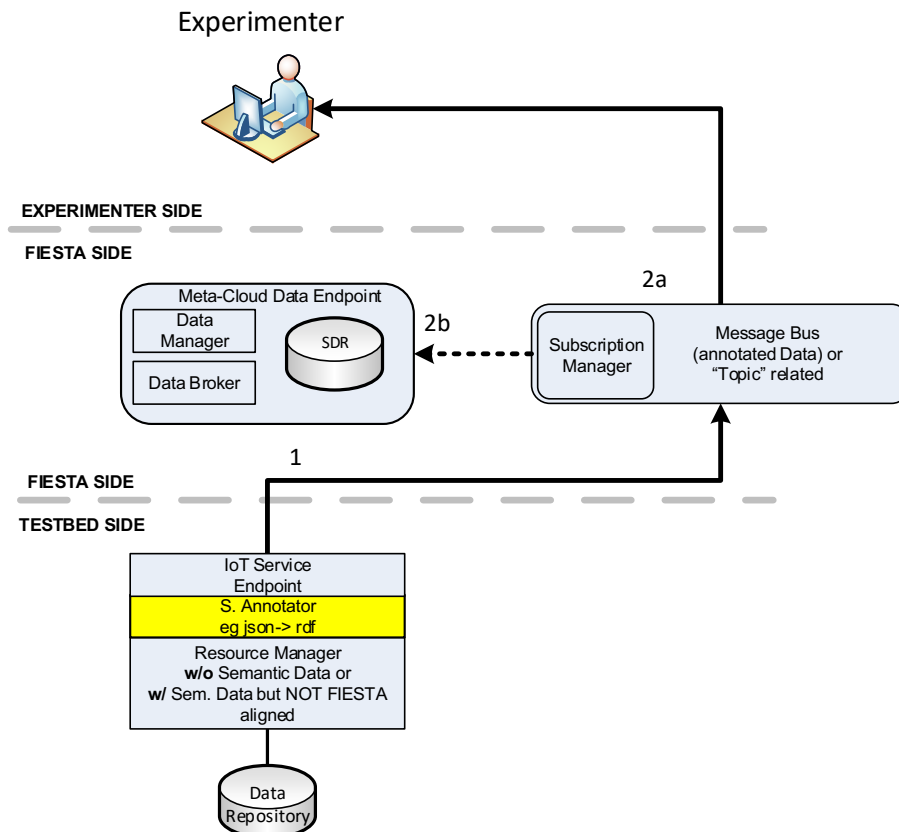 Experimenter
EXPERIMENTER SIDE
FIESTA SIDE
2a
Meta-Cloud Data Endpoint
Data
Manager
SDR
Data Broker
2b
Subscription
Manager
Message Bus
(annotated Data) or
“Topic” related
1
FIESTA SIDE
TESTBED SIDE
IoT Service
Endpoint
S. Annotator
eg json-> rdf
Resource Manager
w/o Semantic Data or
w/ Sem. Data but NOT FIESTA
aligned
Data
Repository